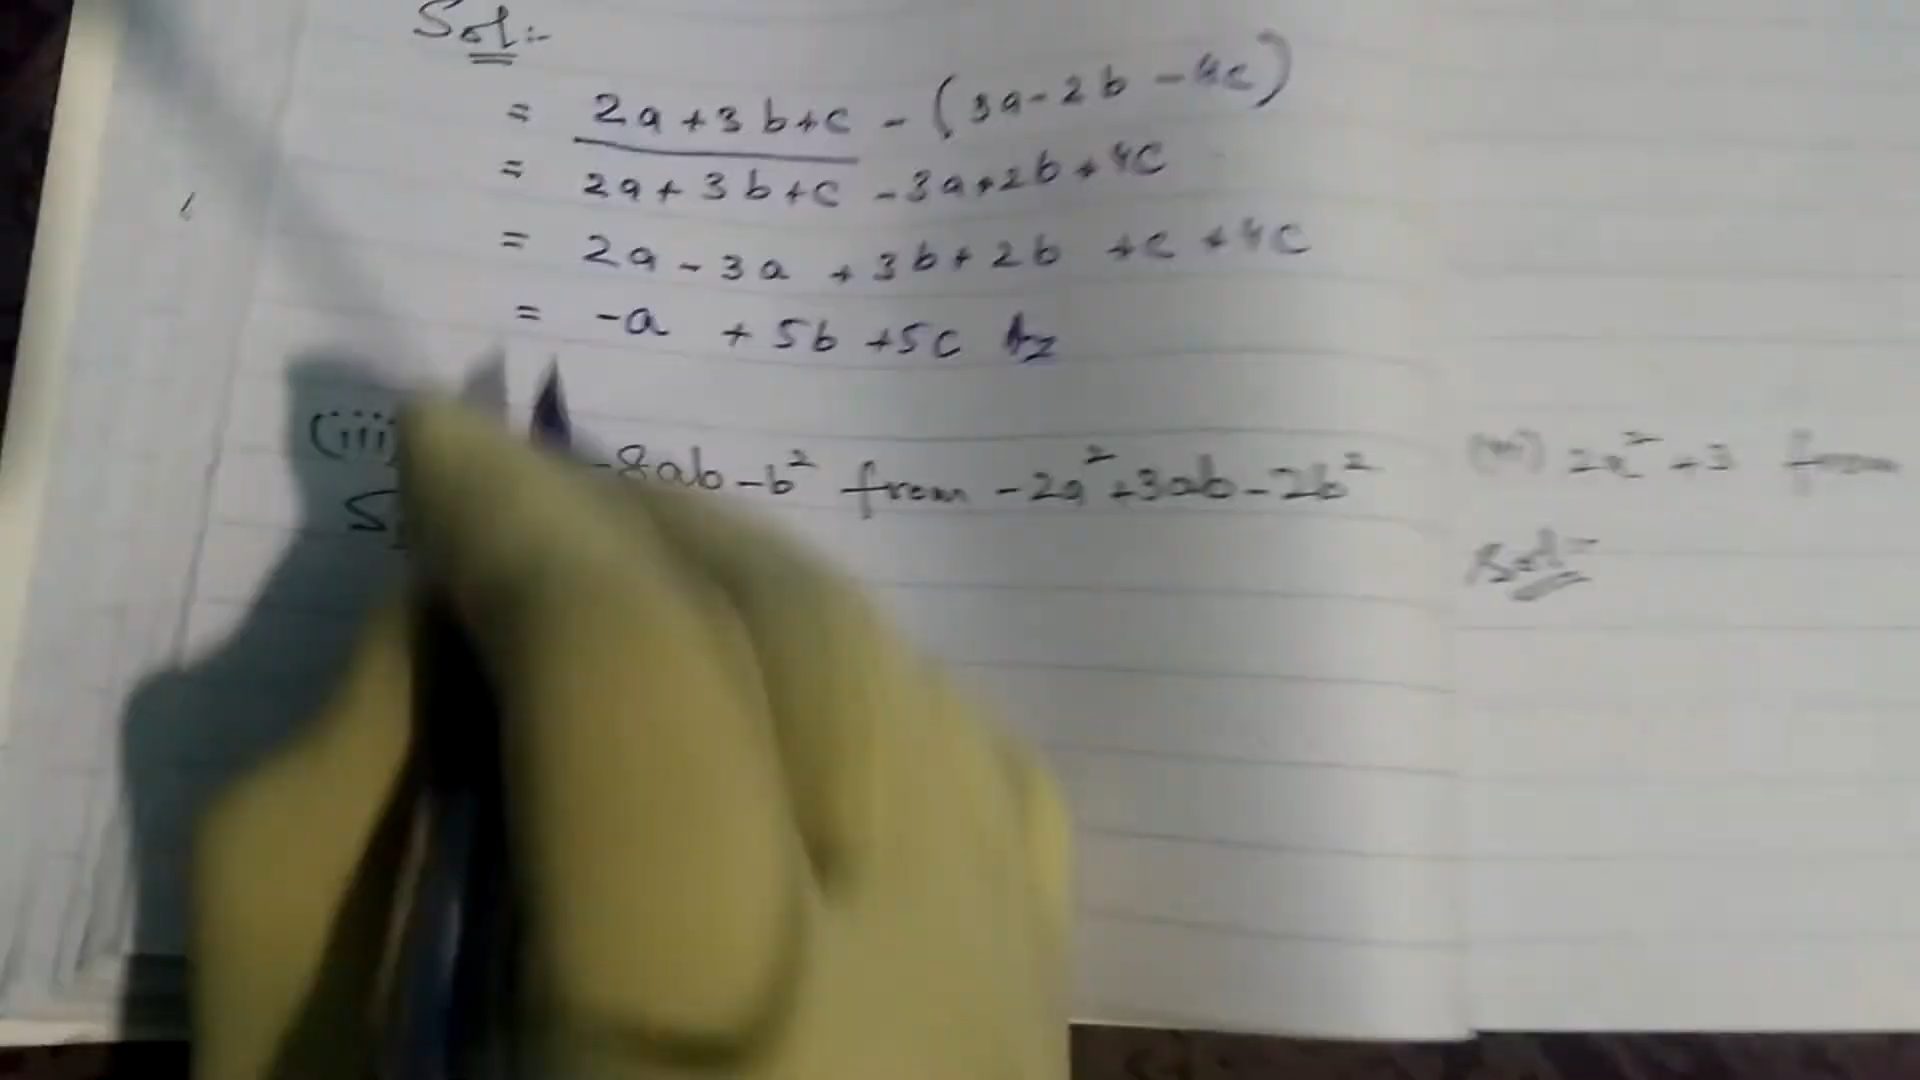 Sol:-
= 2a + 3b + c - (3a - 2b - 4c)
= 2a + 3b + c - 3a + 2b + 4c
= 2a - 3a + 3b + 2b + c + 4c
= -a + 5b + 5c
(iii) -8ab - b² from -2a² + 3ab - 2b²
from
Sol:-